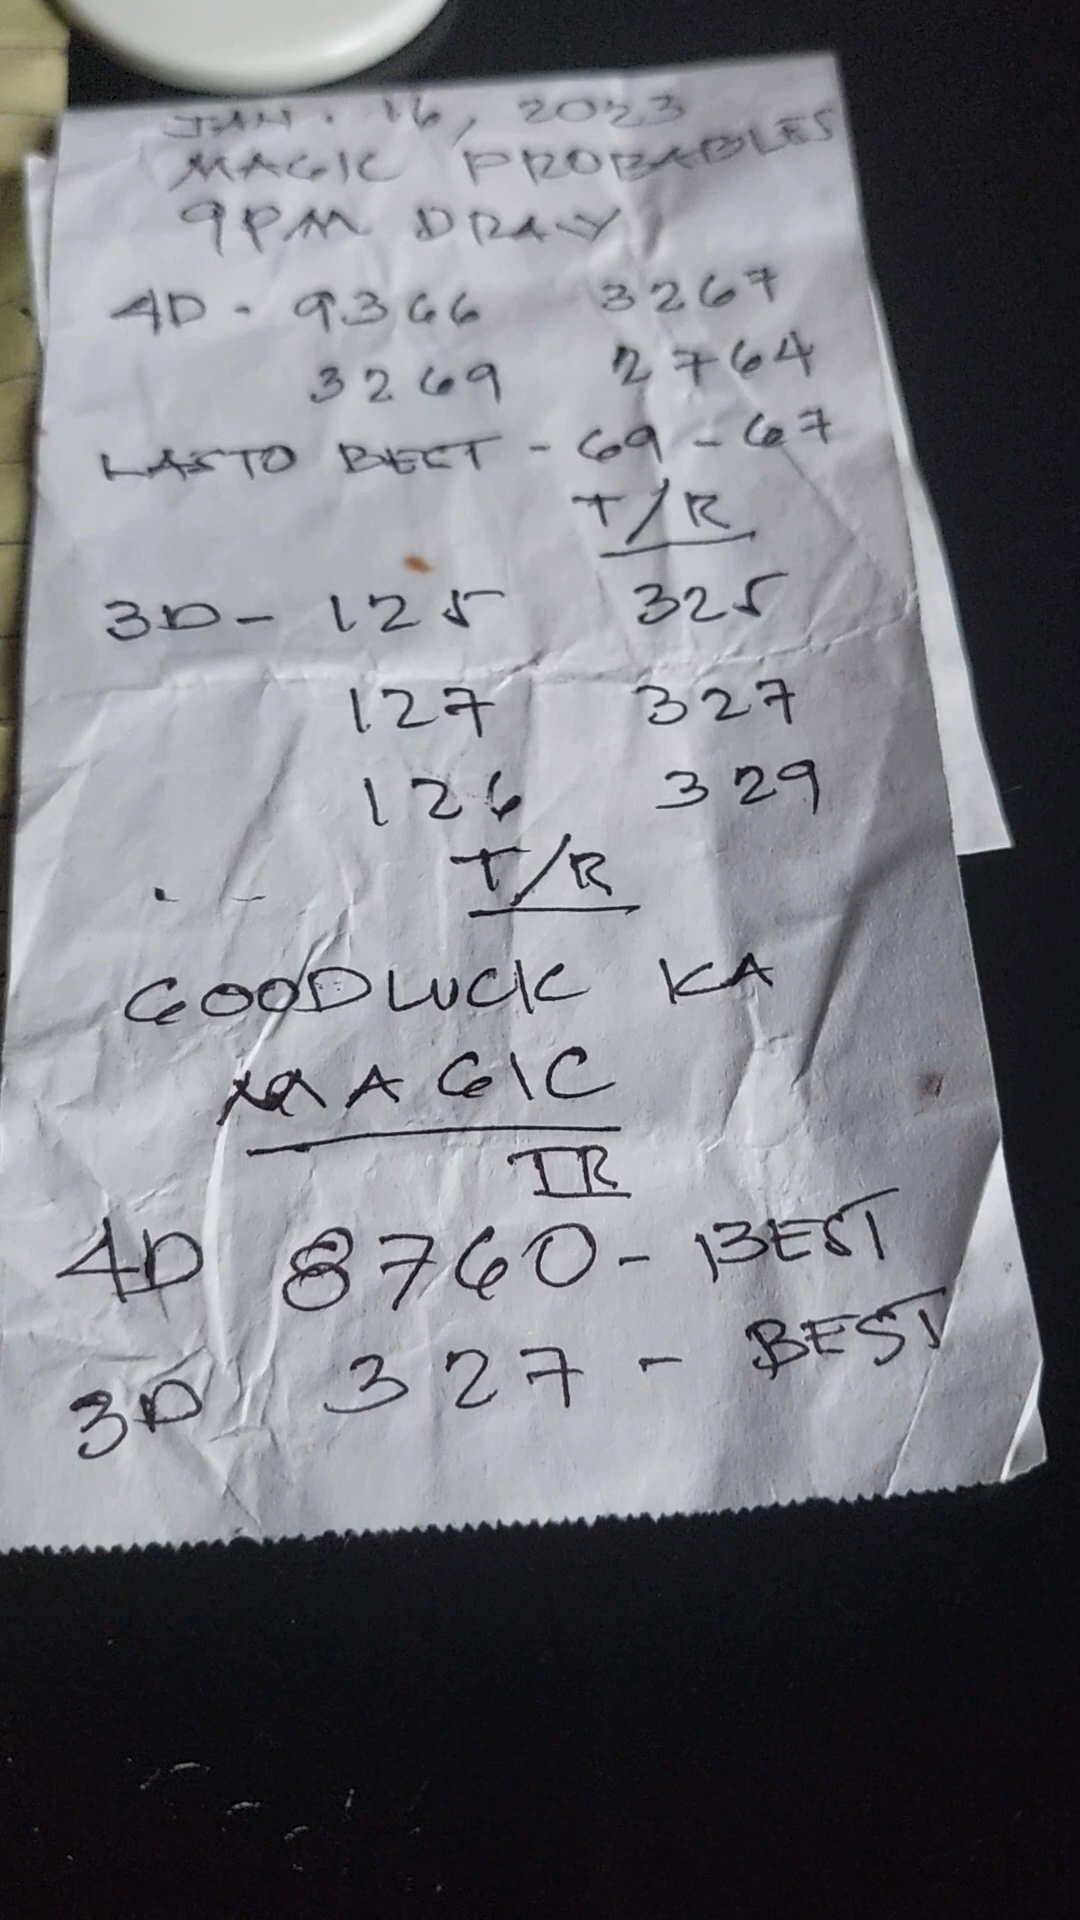 JAN. 16, 2023
MAGIC PROBABLES
9PM DRAW
4D - 9366 3267
3269 2764
LASTO BEST - 69 - 67
T/R
3D - 125 325
127 327
126 329
T/R
GOODLUCK KA
MAGIC
IR
4D 8760 - BEST
3D 327 - BEST